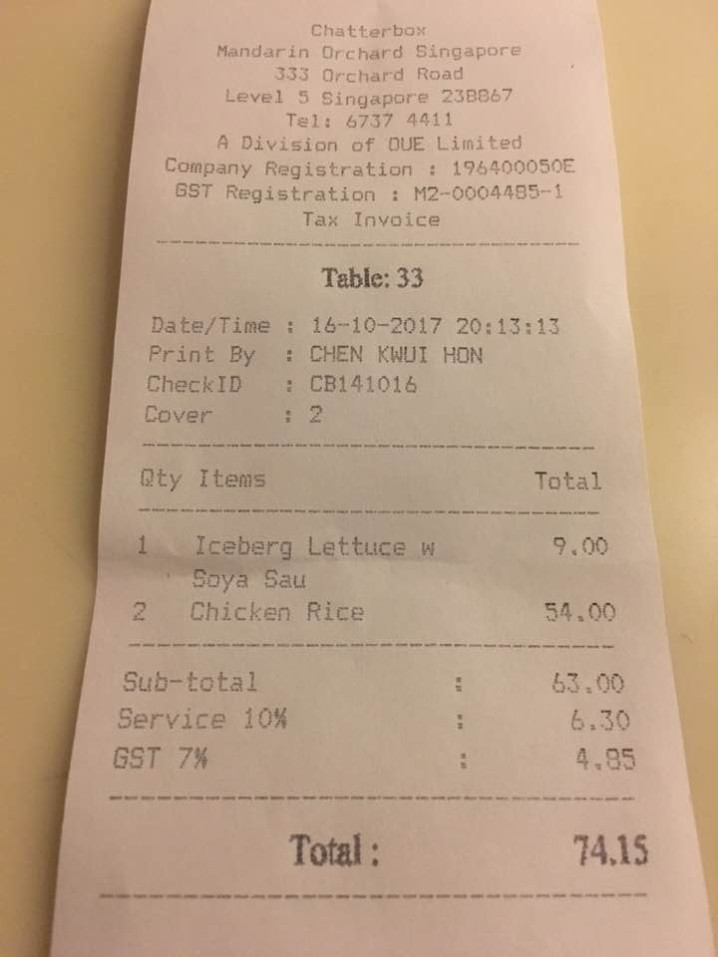 Chatterbox
Mandarin Orchard Singapore
333 Orchard Road
Level 5 Singapore 238867
Tel: 6737 4411
A Division of OUE Limited
Company Registration : 196400050E
GST Registration : M2-0004485-1
Tax Invoice
Table: 33
Date/Time : 16-10-2017 20:13:13
Print By : CHEN KWUI HON
CheckID : CB141016
Cover : 2
Qty Items Total
1 Iceberg Lettuce w 9.00
Soya Sau
2 Chicken Rice 54.00
Sub-total : 63.00
Service 10% : 6.30
GST 7% : 4.85
Total : 74.15